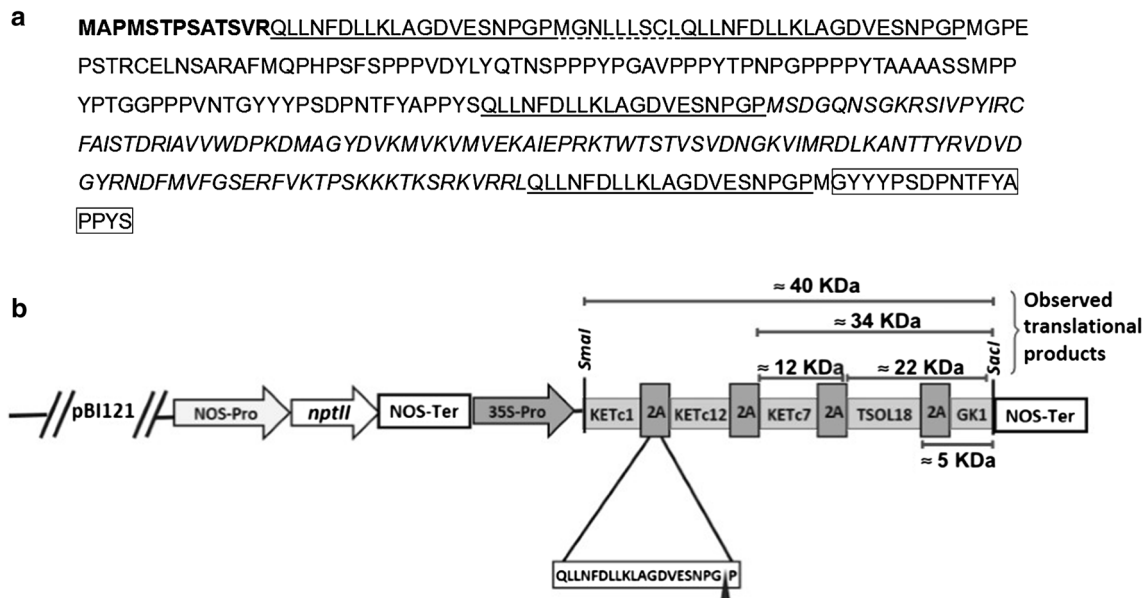 a
MAPMSTPSATSVRQLLNFDLLKLAGDVESNPGPMGNLLLSCLQLLNFDLLKLAGDVESNPGPMGPE
PSTRCELNSARAFMQPHPSFSPPPVDYLYQTNSPPPYPGAVPPPYTPNPGPPPPYTAAAASSMPP
YPTGGPPPVNTGYYYPSDPNTFYAPPYSQLLNFDLLKLAGDVESNPGPMSDGQNSGKRSIVPYIRC
FAISTDRIAVVWDPKDMAGYDVKMVKVMVEKAIEPRKTWTSTVSVDNGKVIMRDLKANTTYRVDVD
GYRNDFMVFGSERFVKTPSKKKTKSRKVRRLQLLNFDLLKLAGDVESNPGPMGYYYPSDPNTFYA
PPYS
b
≈ 40 KDa
≈ 34 KDa
≈ 12 KDa ≈ 22 KDa
Observed
translational
products
SmaI
SacI
pBI121 NOS-Pro nptII NOS-Ter 35S-Pro KETc1 2A KETc12 2A KETc7 2A TSOL18 2A GK1 NOS-Ter
≈ 5 KDa
QLLNFDLLKLAGDVESNPG P